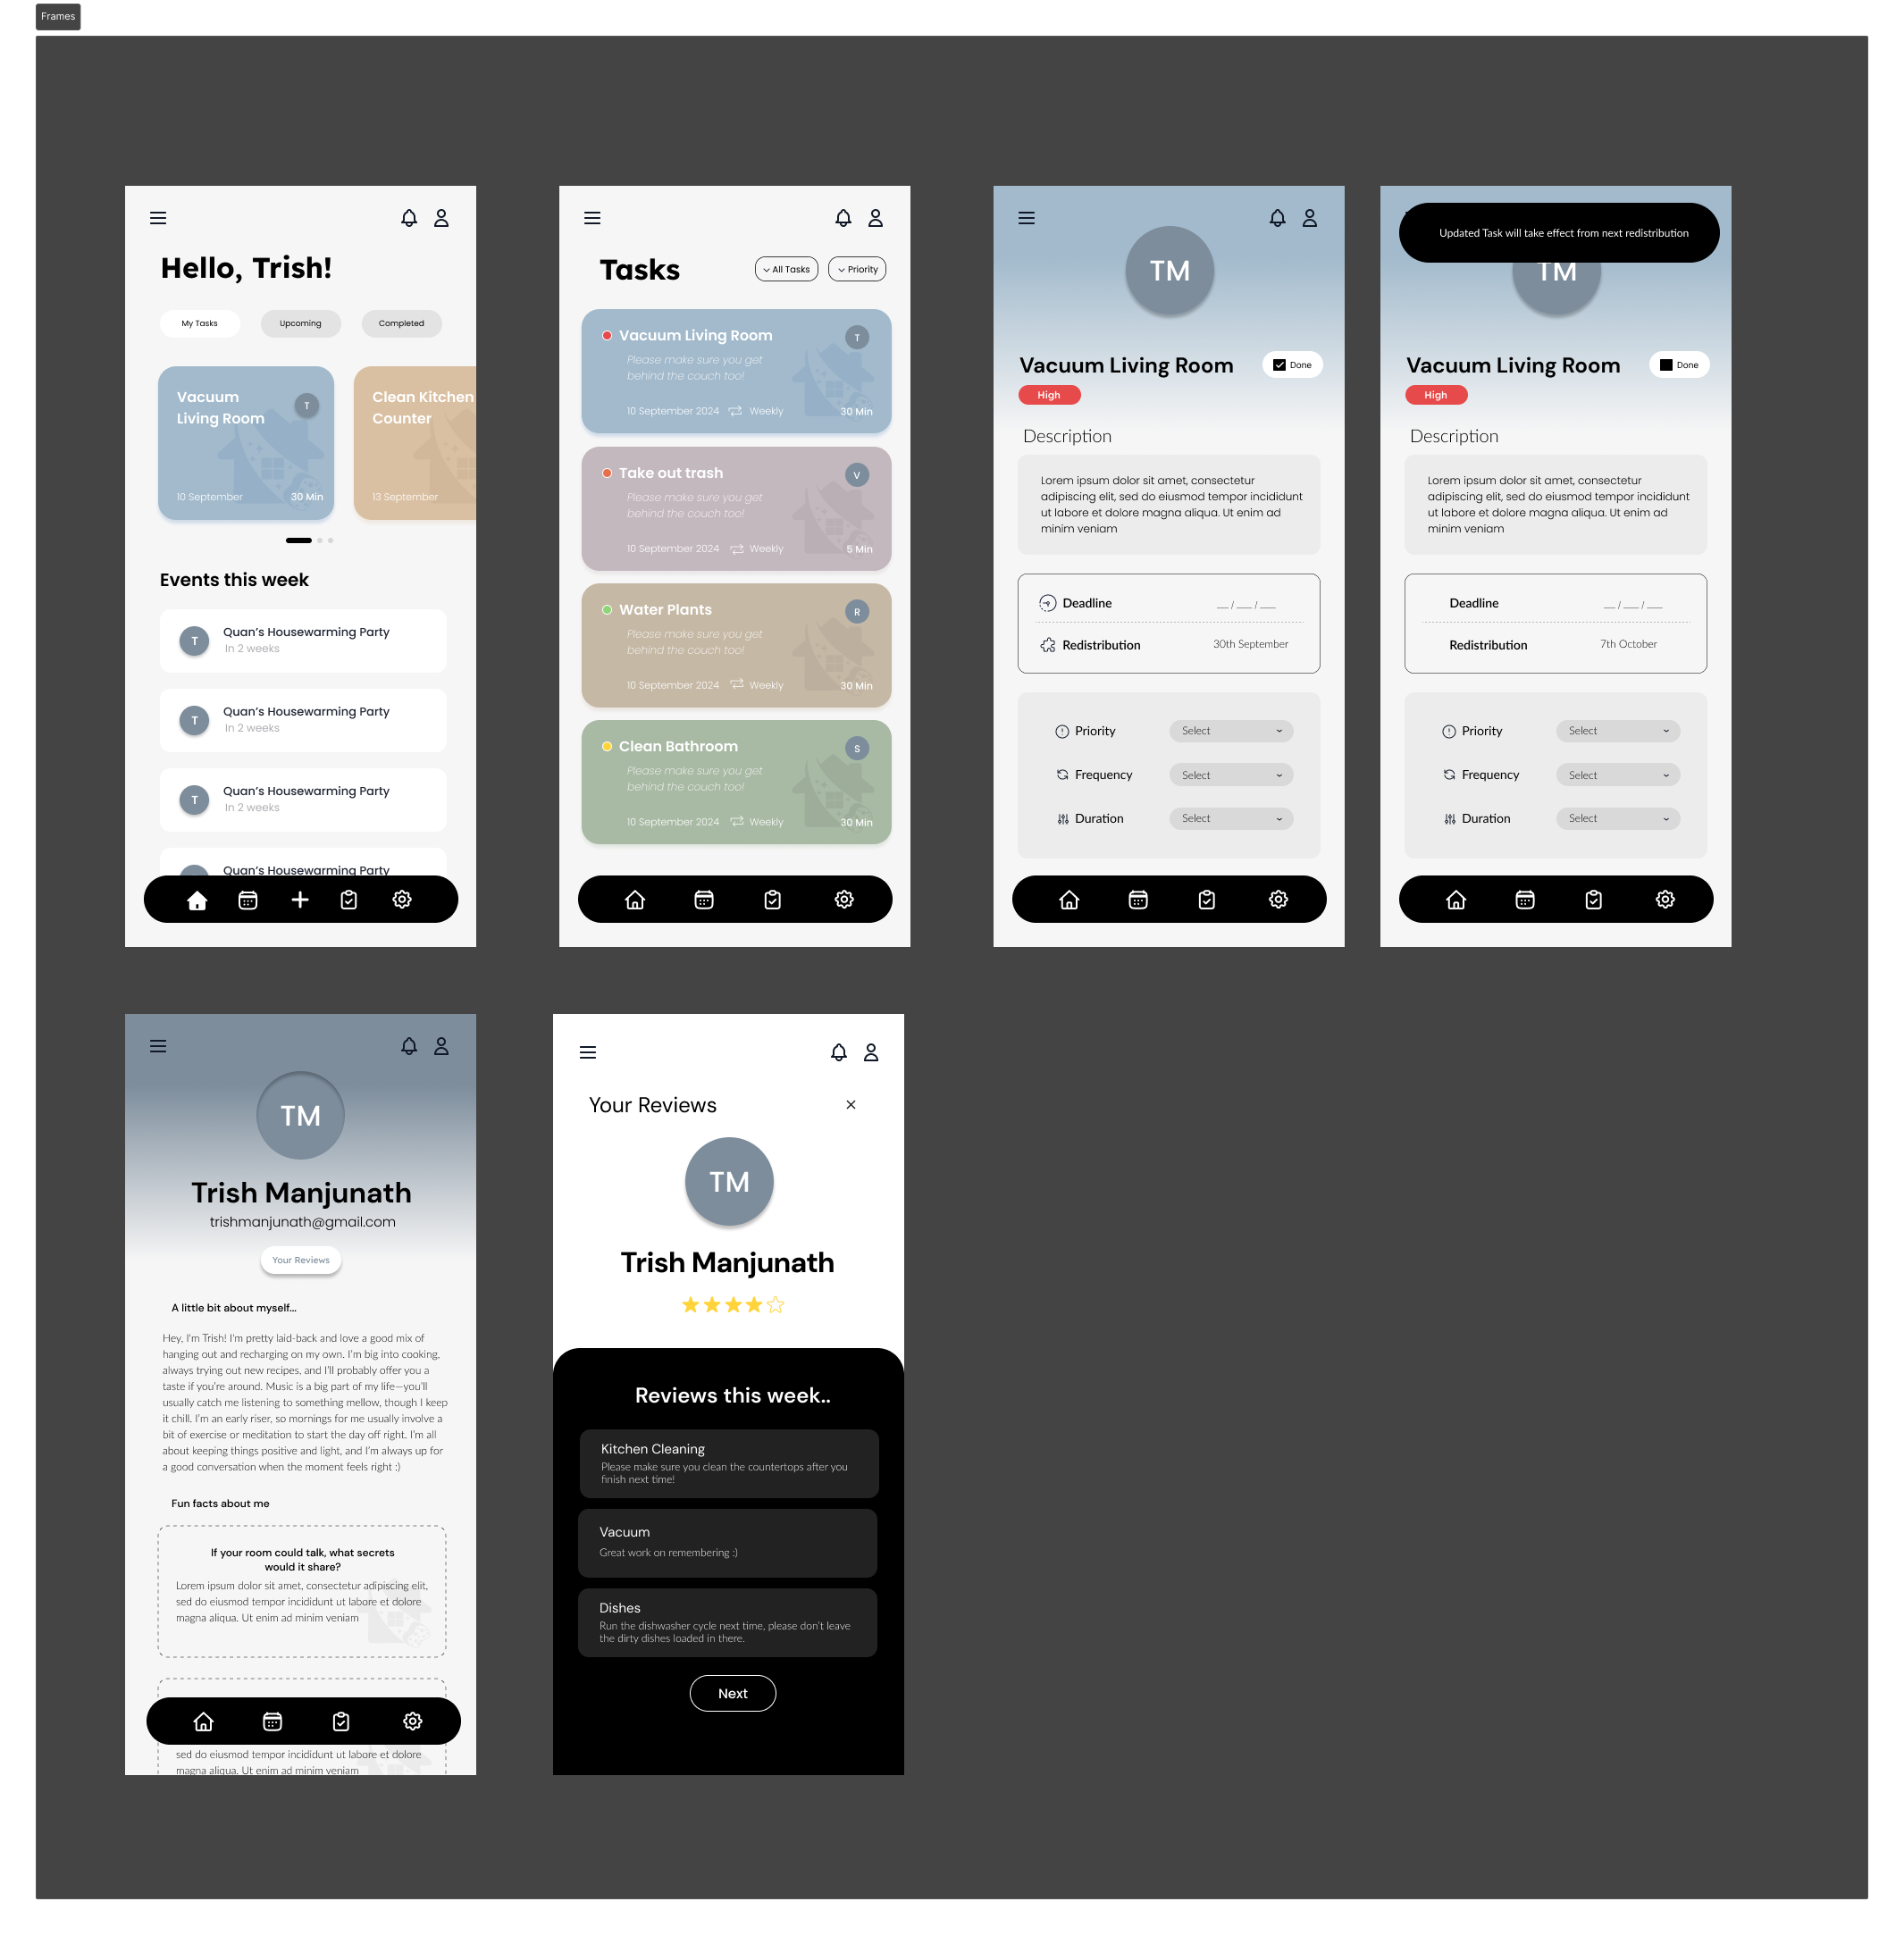 Frames
Hello, Trish!
My Tasks
Upcoming
Completed
Vacuum
Living Room
T
10 September
30 Min
Clean Kitchen
Counter
13 September
Events this week
T
Quan's Housewarming Party
In 2 weeks
T
Quan's Housewarming Party
In 2 weeks
T
Quan's Housewarming Party
In 2 weeks
Quan's Housewarming Party
Tasks
All Tasks
Priority
Vacuum Living Room
T
Please make sure you get
behind the couch too!
10 September 2024
Weekly
30 Min
Take out trash
V
Please make sure you get
behind the couch too!
10 September 2024
Weekly
5 Min
Water Plants
R
Please make sure you get
behind the couch too!
10 September 2024
Weekly
30 Min
Clean Bathroom
S
Please make sure you get
behind the couch too!
10 September 2024
Weekly
30 Min
TM
Vacuum Living Room
Done
High
Description
Lorem ipsum dolor sit amet, consectetur
adipiscing elit, sed do eiusmod tempor incididunt
ut labore et dolore magna aliqua. Ut enim ad
minim veniam
Deadline
__ / ___ / ___
Redistribution
30th September
Priority
Select
Frequency
Select
Duration
Select
Updated Task will take effect from next redistribution
TM
Vacuum Living Room
Done
High
Description
Lorem ipsum dolor sit amet, consectetur
adipiscing elit, sed do eiusmod tempor incididunt
ut labore et dolore magna aliqua. Ut enim ad
minim veniam
Deadline
__ / ___ / ___
Redistribution
7th October
Priority
Select
Frequency
Select
Duration
Select
TM
Trish Manjunath
trishmanjunath@gmail.com
Your Reviews
A little bit about myself...
Hey, I'm Trish! I'm pretty laid-back and love a good mix of
hanging out and recharging on my own. I'm big into cooking,
always trying out new recipes, and I'll probably offer you a
taste if you're around. Music is a big part of my life—you'll
usually catch me listening to something mellow, though I keep
it chill. I'm an early riser, so mornings for me usually involve a
bit of exercise or meditation to start the day off right. I'm all
about keeping things positive and light, and I'm always up for
a good conversation when the moment feels right :)
Fun facts about me
If your room could talk, what secrets
would it share?
Lorem ipsum dolor sit amet, consectetur adipiscing elit,
sed do eiusmod tempor incididunt ut labore et dolore
magna aliqua. Ut enim ad minim veniam
sed do eiusmod tempor incididunt ut labore et dolore
magna aliqua. Ut enim ad minim veniam
Your Reviews
TM
Trish Manjunath
Reviews this week..
Kitchen Cleaning
Please make sure you clean the countertops after you
finish next time!
Vacuum
Great work on remembering :)
Dishes
Run the dishwasher cycle next time, please don't leave
the dirty dishes loaded in there.
Next